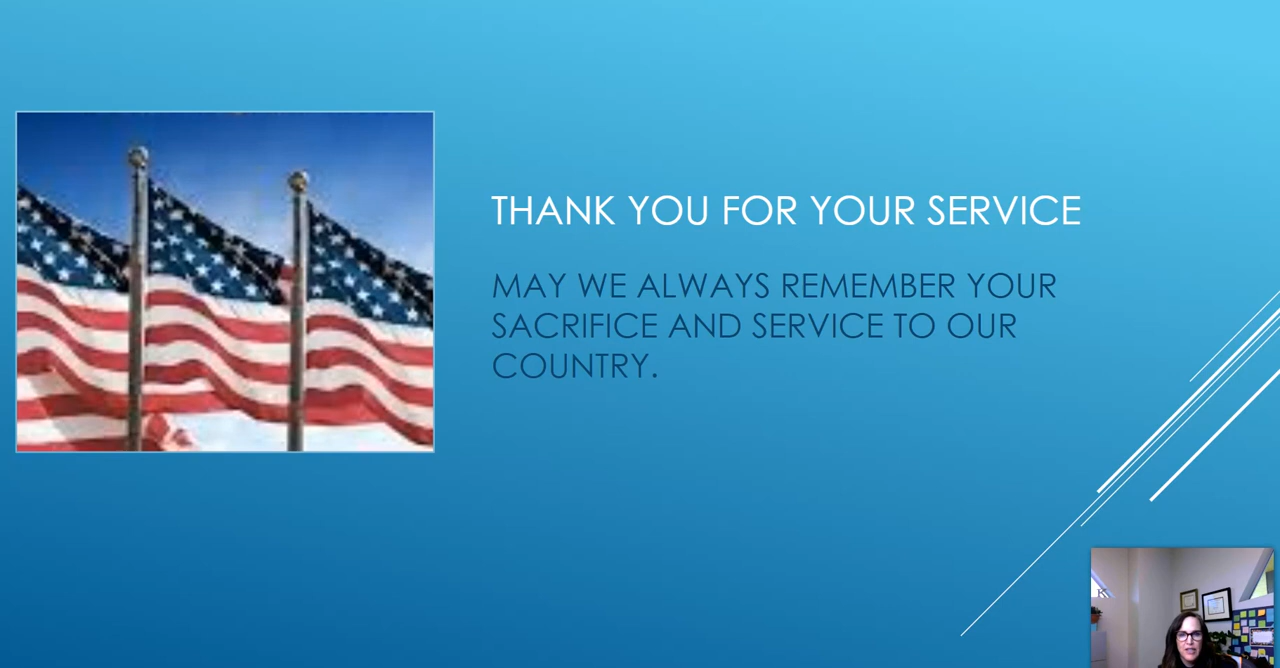 THANK YOU FOR YOUR SERVICE
MAY WE ALWAYS REMEMBER YOUR
SACRIFICE AND SERVICE TO OUR
COUNTRY.